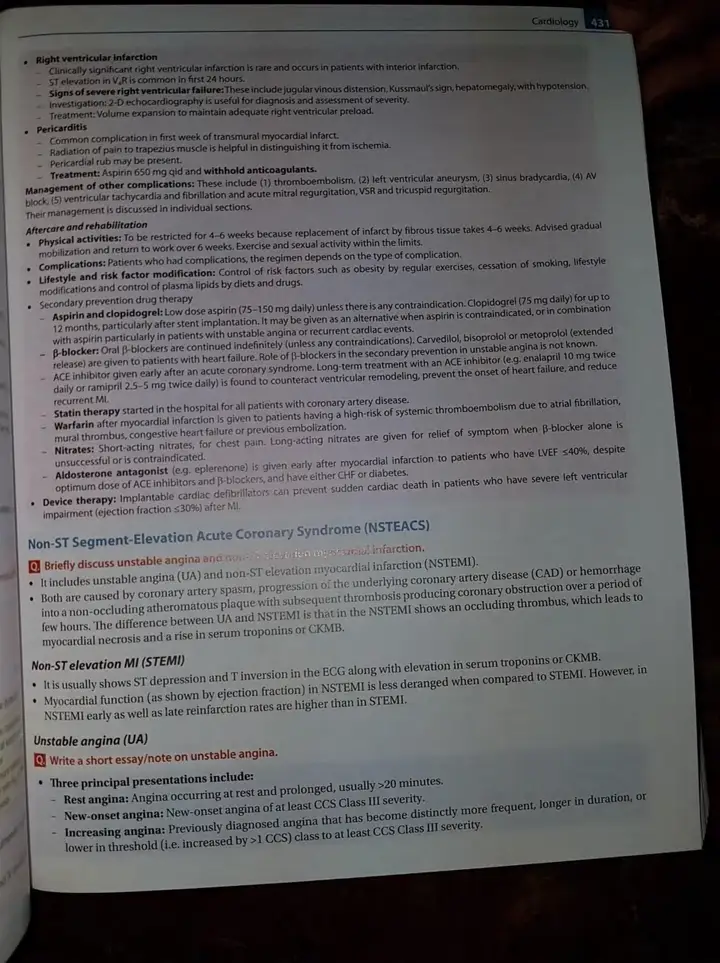 Cardiology 431
• Right ventricular infarction
– Clinically significant right ventricular infarction is rare and occurs in patients with interior infarction.
– ST elevation in V₄R is common in first 24 hours.
– Signs of severe right ventricular failure: These include jugular vinous distension, Kussmaul's sign, hepatomegaly, with hypotension.
– Investigation: 2-D echocardiography is useful for diagnosis and assessment of severity.
– Treatment: Volume expansion to maintain adequate right ventricular preload.
• Pericarditis
– Common complication in first week of transmural myocardial infarct.
– Radiation of pain to trapezius muscle is helpful in distinguishing it from ischemia.
– Pericardial rub may be present.
– Treatment: Aspirin 650 mg qid and withhold anticoagulants.
Management of other complications: These include (1) thromboembolism, (2) left ventricular aneurysm, (3) sinus bradycardia, (4) AV
block, (5) ventricular tachycardia and fibrillation and acute mitral regurgitation, VSR and tricuspid regurgitation.
Their management is discussed in individual sections.
Aftercare and rehabilitation
• Physical activities: To be restricted for 4–6 weeks because replacement of infarct by fibrous tissue takes 4–6 weeks. Advised gradual
mobilization and return to work over 6 weeks. Exercise and sexual activity within the limits.
• Complications: Patients who had complications, the regimen depends on the type of complication.
• Lifestyle and risk factor modification: Control of risk factors such as obesity by regular exercises, cessation of smoking, lifestyle
modifications and control of plasma lipids by diets and drugs.
• Secondary prevention drug therapy
– Aspirin and clopidogrel: Low dose aspirin (75–150 mg daily) unless there is any contraindication. Clopidogrel (75 mg daily) for up to
12 months, particularly after stent implantation. It may be given as an alternative when aspirin is contraindicated, or in combination
with aspirin particularly in patients with unstable angina or recurrent cardiac events.
– β-blocker: Oral β-blockers are continued indefinitely (unless any contraindications). Carvedilol, bisoprolol or metoprolol (extended
release) are given to patients with heart failure. Role of β-blockers in the secondary prevention in unstable angina is not known.
– ACE inhibitor given early after an acute coronary syndrome. Long-term treatment with an ACE inhibitor (e.g. enalapril 10 mg twice
daily or ramipril 2.5–5 mg twice daily) is found to counteract ventricular remodeling, prevent the onset of heart failure, and reduce
recurrent MI.
– Statin therapy started in the hospital for all patients with coronary artery disease.
– Warfarin after myocardial infarction is given to patients having a high-risk of systemic thromboembolism due to atrial fibrillation,
mural thrombus, congestive heart failure or previous embolization.
– Nitrates: Short-acting nitrates, for chest pain. Long-acting nitrates are given for relief of symptom when β-blocker alone is
unsuccessful or is contraindicated.
– Aldosterone antagonist (e.g. eplerenone) is given early after myocardial infarction to patients who have LVEF ≤40%, despite
optimum dose of ACE inhibitors and β-blockers, and have either CHF or diabetes.
• Device therapy: Implantable cardiac defibrillators can prevent sudden cardiac death in patients who have severe left ventricular
impairment (ejection fraction ≤30%) after MI.
Non-ST Segment-Elevation Acute Coronary Syndrome (NSTEACS)
Q Briefly discuss unstable angina and myocardial infarction.
• It includes unstable angina (UA) and non-ST elevation myocardial infarction (NSTEMI).
• Both are caused by coronary artery spasm, progression of the underlying coronary artery disease (CAD) or hemorrhage
into a non-occluding atheromatous plaque with subsequent thrombosis producing coronary obstruction over a period of
few hours. The difference between UA and NSTEMI is that in the NSTEMI shows an occluding thrombus, which leads to
myocardial necrosis and a rise in serum troponins or CKMB.
Non-ST elevation MI (STEMI)
• It is usually shows ST depression and T inversion in the ECG along with elevation in serum troponins or CKMB.
• Myocardial function (as shown by ejection fraction) in NSTEMI is less deranged when compared to STEMI. However, in
NSTEMI early as well as late reinfarction rates are higher than in STEMI.
Unstable angina (UA)
Q Write a short essay/note on unstable angina.
• Three principal presentations include:
– Rest angina: Angina occurring at rest and prolonged, usually >20 minutes.
– New-onset angina: New-onset angina of at least CCS Class III severity.
– Increasing angina: Previously diagnosed angina that has become distinctly more frequent, longer in duration, or
lower in threshold (i.e. increased by >1 CCS) class to at least CCS Class III severity.